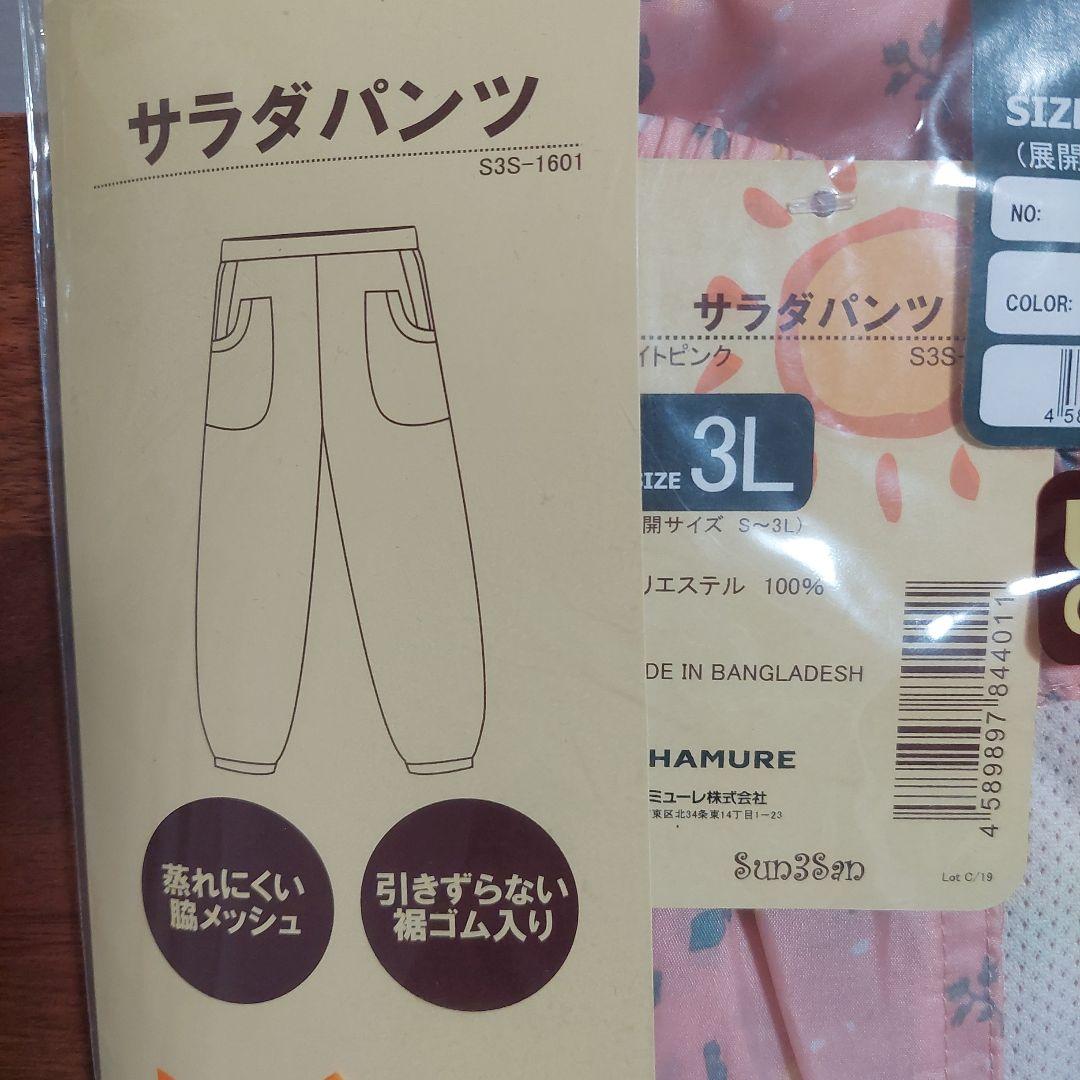 サラダパンツ
S3S-1601
蒸れにくい
脇メッシュ
引きずらない
裾ゴム入り
サラダパンツ
イトピンク S3S-
SIZE 3L
開サイズ S～3L）
リエステル 100%
DE IN BANGLADESH
HAMURE
ミューレ株式会社
東区北34条東14丁目1-23
Sun3San
Lot C/19
4589897844011
SIZE
（展開
NO:
COLOR:
458